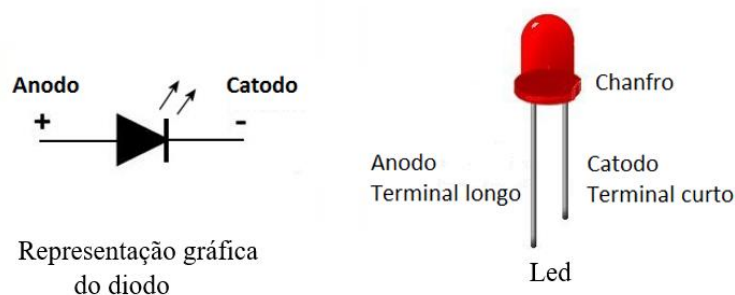 Anodo
Catodo
+
-
Representação gráfica
do diodo
Chanfro
Anodo
Terminal longo
Catodo
Terminal curto
Led